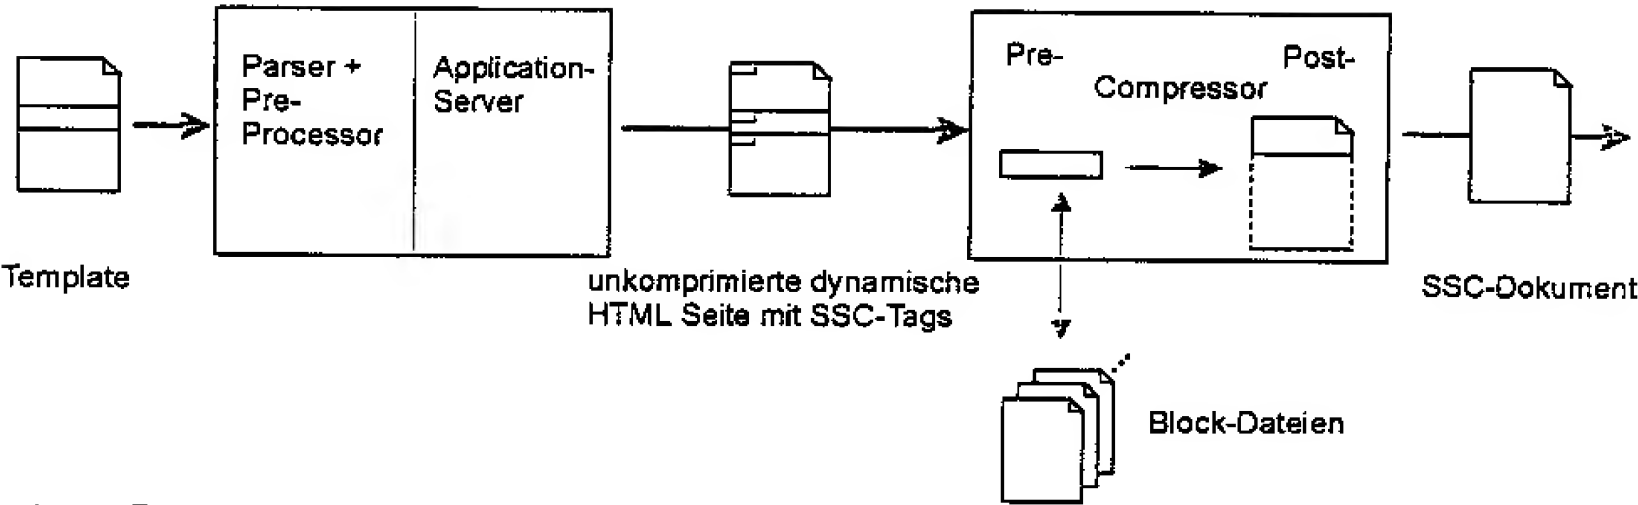 Parser +
Pre-
Processor
Application-
Server
Pre-
Post-
Compressor
Template
unkomprimierte dynamische
HTML Seite mit SSC-Tags
SSC-Dokument
Block-Dateien